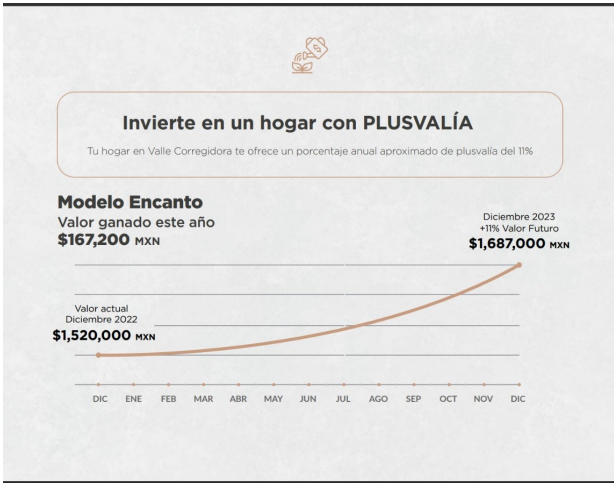 $
Invierte en un hogar con PLUSVALÍA
Tu hogar en Valle Corregidora te ofrece un porcentaje anual aproximado de plusvalía del 11%
Modelo Encanto
Valor ganado este año
$167,200 MXN
Diciembre 2023
+11% Valor Futuro
$1,687,000 MXN
Valor actual
Diciembre 2022
$1,520,000 MXN
DIC ENE FEB MAR ABR MAY JUN JUL AGO SEP OCT NOV DIC